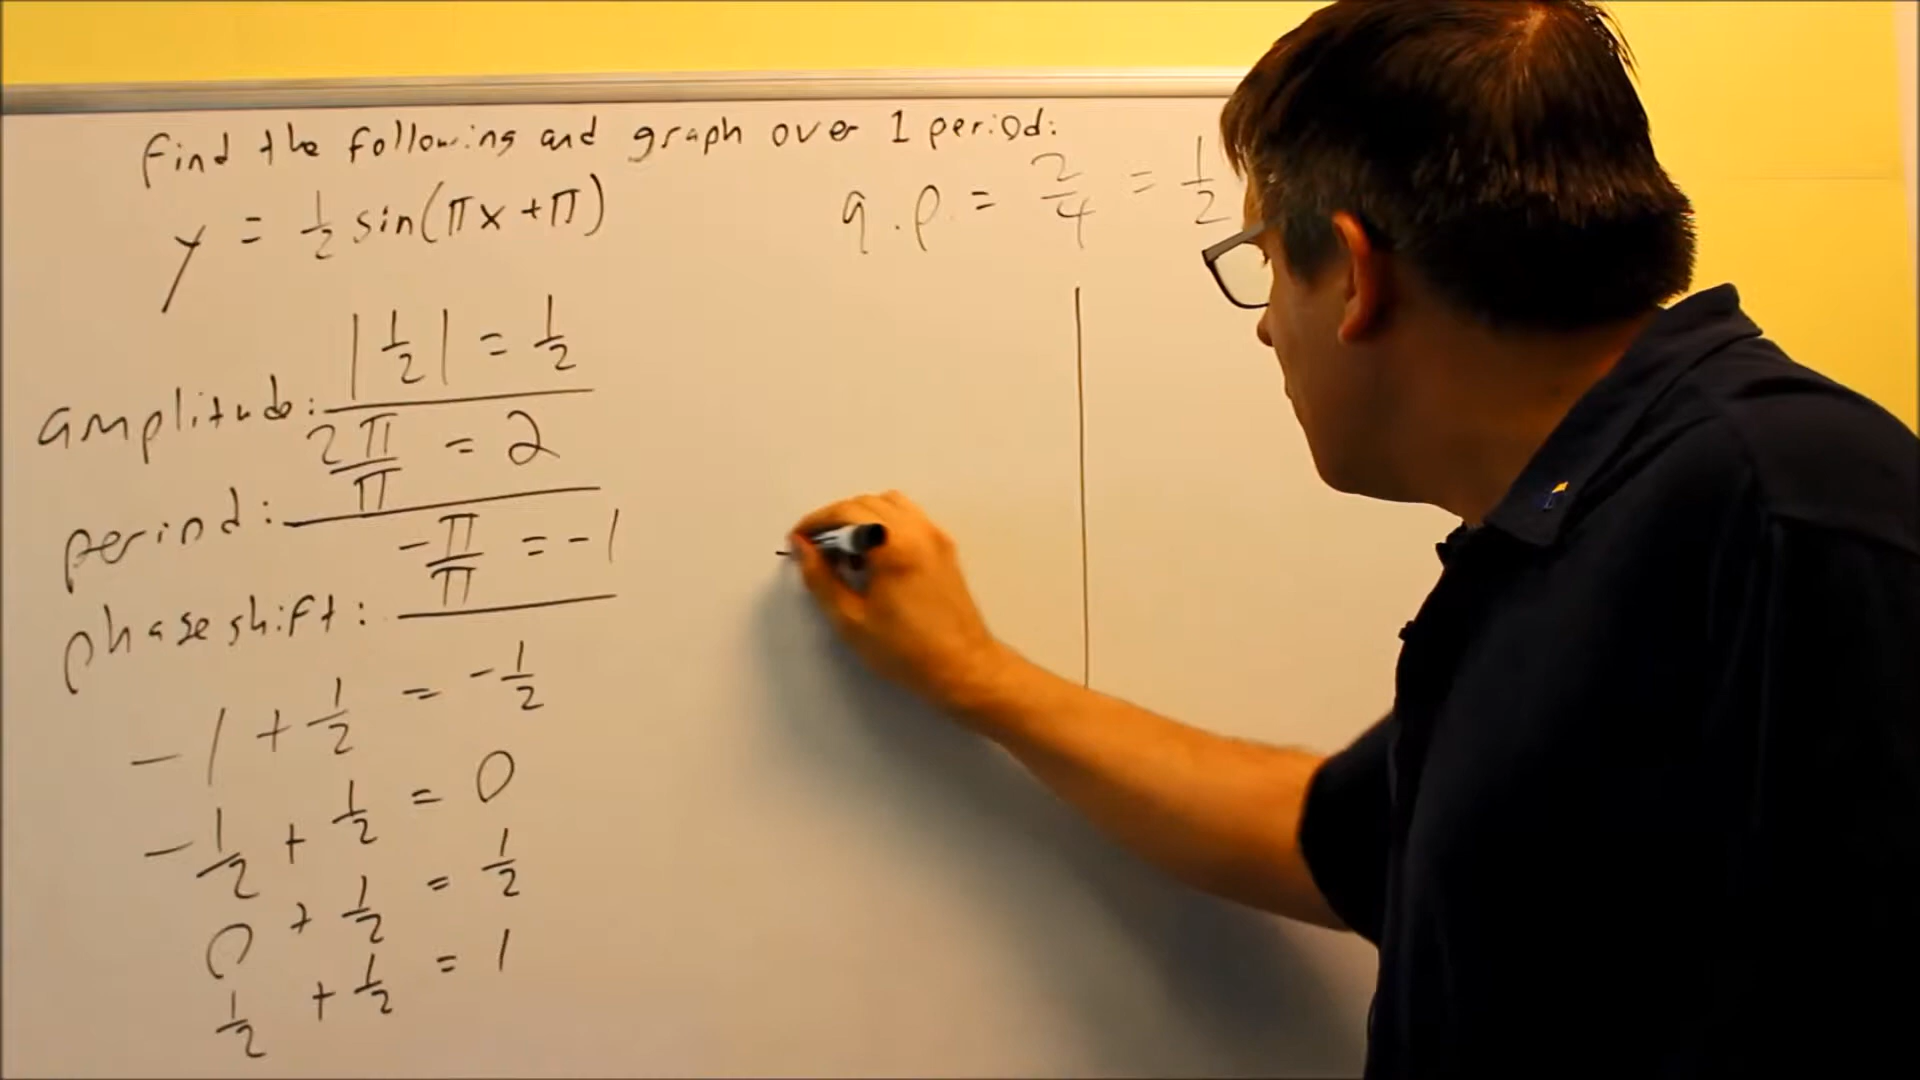 find the following and graph over 1 period:
y = 1/2 sin(πx+π)
q.p. = 2/4 = 1/2
amplitude: |1/2| = 1/2
period: 2π/π = 2
phase shift: -π/π = -1
-1 + 1/2 = -1/2
-1/2 + 1/2 = 0
0 + 1/2 = 1/2
1/2 + 1/2 = 1